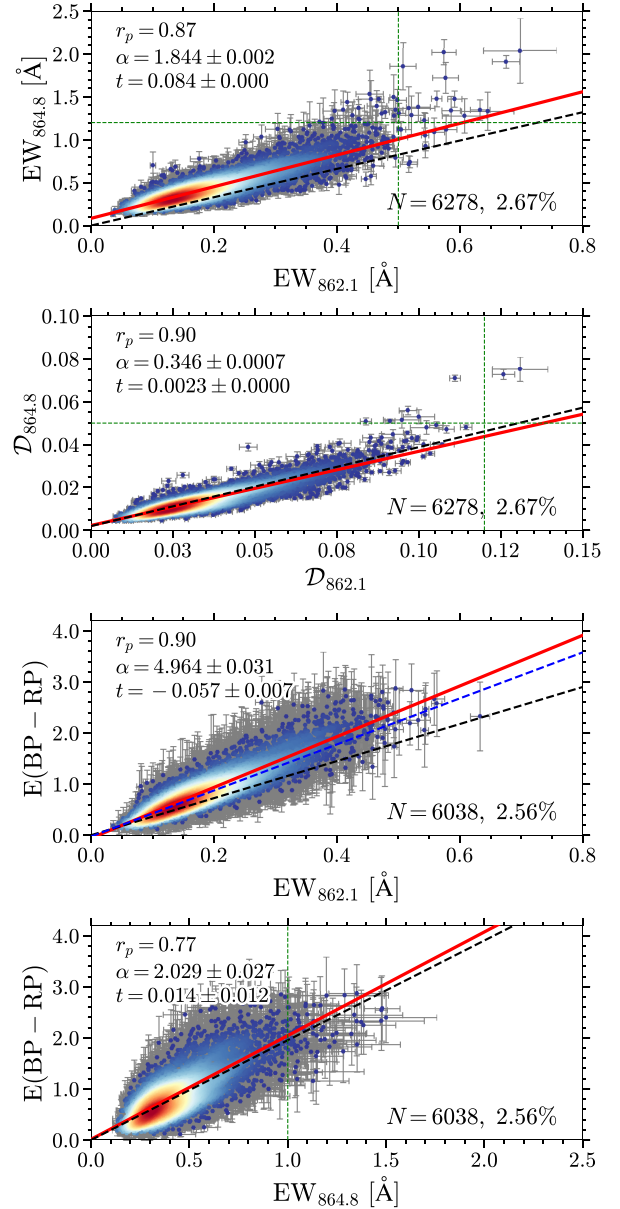 r_p = 0.87
α = 1.844 ± 0.002
t = 0.084 ± 0.000
EW_864.8 [Å]
2.5
2.0
1.5
1.0
0.5
0.0
N = 6278, 2.67%
0.0 0.2 0.4 0.6 0.8
EW_862.1 [Å]
r_p = 0.90
α = 0.346 ± 0.0007
t = 0.0023 ± 0.0000
𝒟_864.8
0.10
0.08
0.06
0.04
0.02
0.00
N = 6278, 2.67%
0.00 0.03 0.05 0.08 0.10 0.12 0.15
𝒟_862.1
r_p = 0.90
α = 4.964 ± 0.031
t = −0.057 ± 0.007
E(BP − RP)
4.0
3.0
2.0
1.0
0.0
N = 6038, 2.56%
0.0 0.2 0.4 0.6 0.8
EW_862.1 [Å]
r_p = 0.77
α = 2.029 ± 0.027
t = 0.014 ± 0.012
E(BP − RP)
4.0
3.0
2.0
1.0
0.0
N = 6038, 2.56%
0.0 0.5 1.0 1.5 2.0 2.5
EW_864.8 [Å]